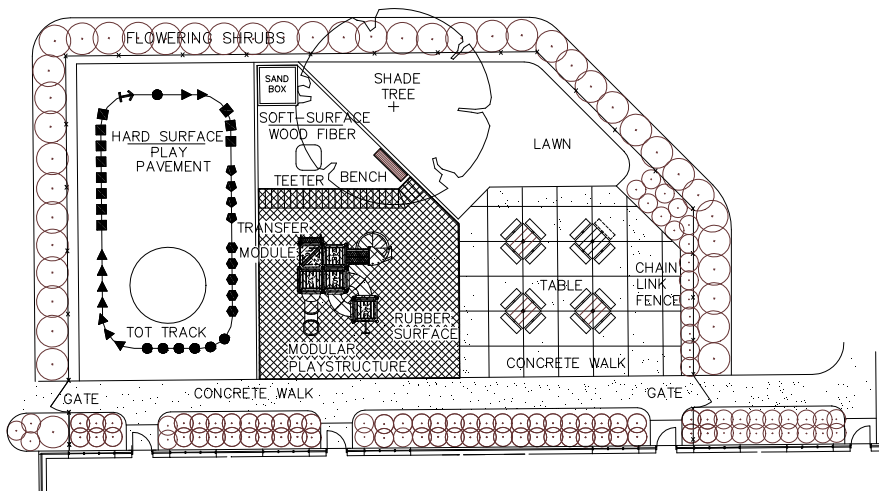 FLOWERING SHRUBS
SAND
BOX
SHADE
TREE
SOFT-SURFACE
WOOD FIBER
HARD SURFACE
PLAY
PAVEMENT
LAWN
TEETER
BENCH
TRANSFER
MODULE
TABLE
CHAIN
LINK
FENCE
TOT TRACK
RUBBER
SURFACE
MODULAR
PLAYSTRUCTURE
CONCRETE WALK
GATE
CONCRETE WALK
GATE